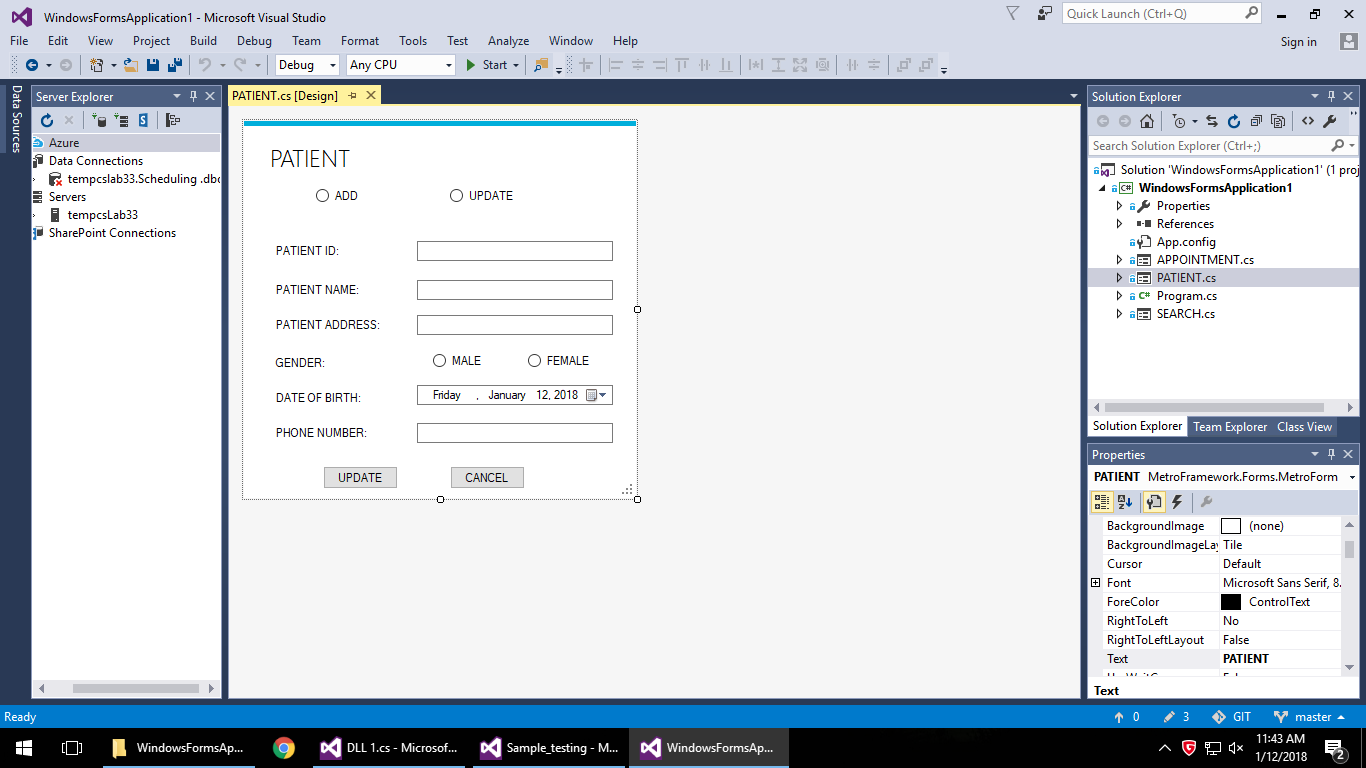 WindowsFormsApplication1 - Microsoft Visual Studio
Quick Launch (Ctrl+Q)
File Edit View Project Build Debug Team Format Tools Test Analyze Window Help
Sign in
Debug Any CPU Start
Data Sources
Server Explorer
Azure
Data Connections
tempcslab33.Scheduling .dbo
Servers
tempcsLab33
SharePoint Connections
PATIENT.cs [Design]
PATIENT
ADD UPDATE
PATIENT ID:
PATIENT NAME:
PATIENT ADDRESS:
GENDER: MALE FEMALE
DATE OF BIRTH: Friday , January 12, 2018
PHONE NUMBER:
UPDATE CANCEL
Solution Explorer
Search Solution Explorer (Ctrl+;)
Solution 'WindowsFormsApplication1' (1 proj
C# WindowsFormsApplication1
Properties
References
App.config
APPOINTMENT.cs
PATIENT.cs
C# Program.cs
SEARCH.cs
Solution Explorer Team Explorer Class View
Properties
PATIENT MetroFramework.Forms.MetroForm
BackgroundImage (none)
BackgroundImageLay Tile
Cursor Default
Font Microsoft Sans Serif, 8.
ForeColor ControlText
RightToLeft No
RightToLeftLayout False
Text PATIENT
Text
Ready
0 3 GIT master
WindowsFormsAp...
DLL 1.cs - Microsof...
Sample_testing - M...
WindowsFormsAp...
11:43 AM
1/12/2018
2